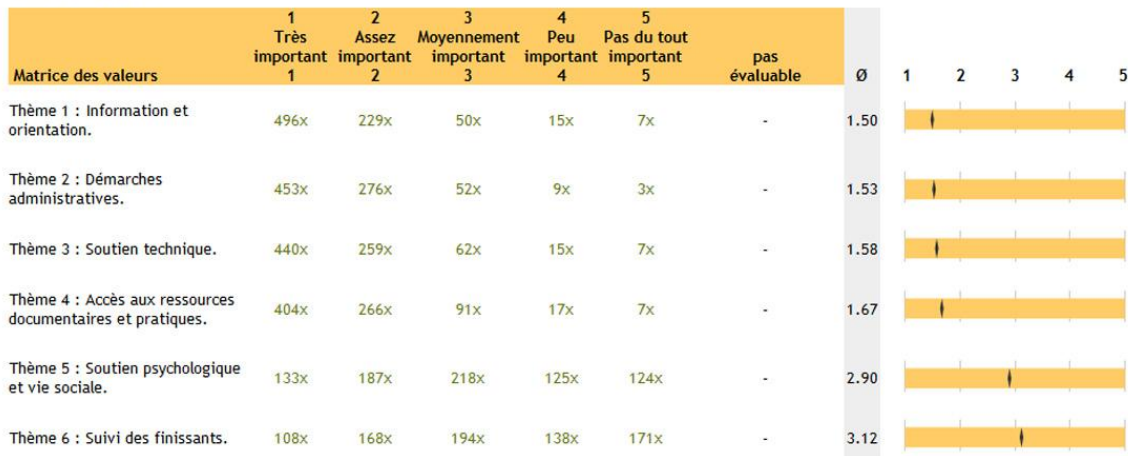 1 2 3 4 5
Très Assez Moyennement Peu Pas du tout
important important important important important pas
Matrice des valeurs 1 2 3 4 5 évaluable Ø 1 2 3 4 5
Thème 1 : Information et
orientation. 496x 229x 50x 15x 7x - 1.50
Thème 2 : Démarches
administratives. 453x 276x 52x 9x 3x - 1.53
Thème 3 : Soutien technique. 440x 259x 62x 15x 7x - 1.58
Thème 4 : Accès aux ressources
documentaires et pratiques. 404x 266x 91x 17x 7x - 1.67
Thème 5 : Soutien psychologique
et vie sociale. 133x 187x 218x 125x 124x - 2.90
Thème 6 : Suivi des finissants. 108x 168x 194x 138x 171x - 3.12